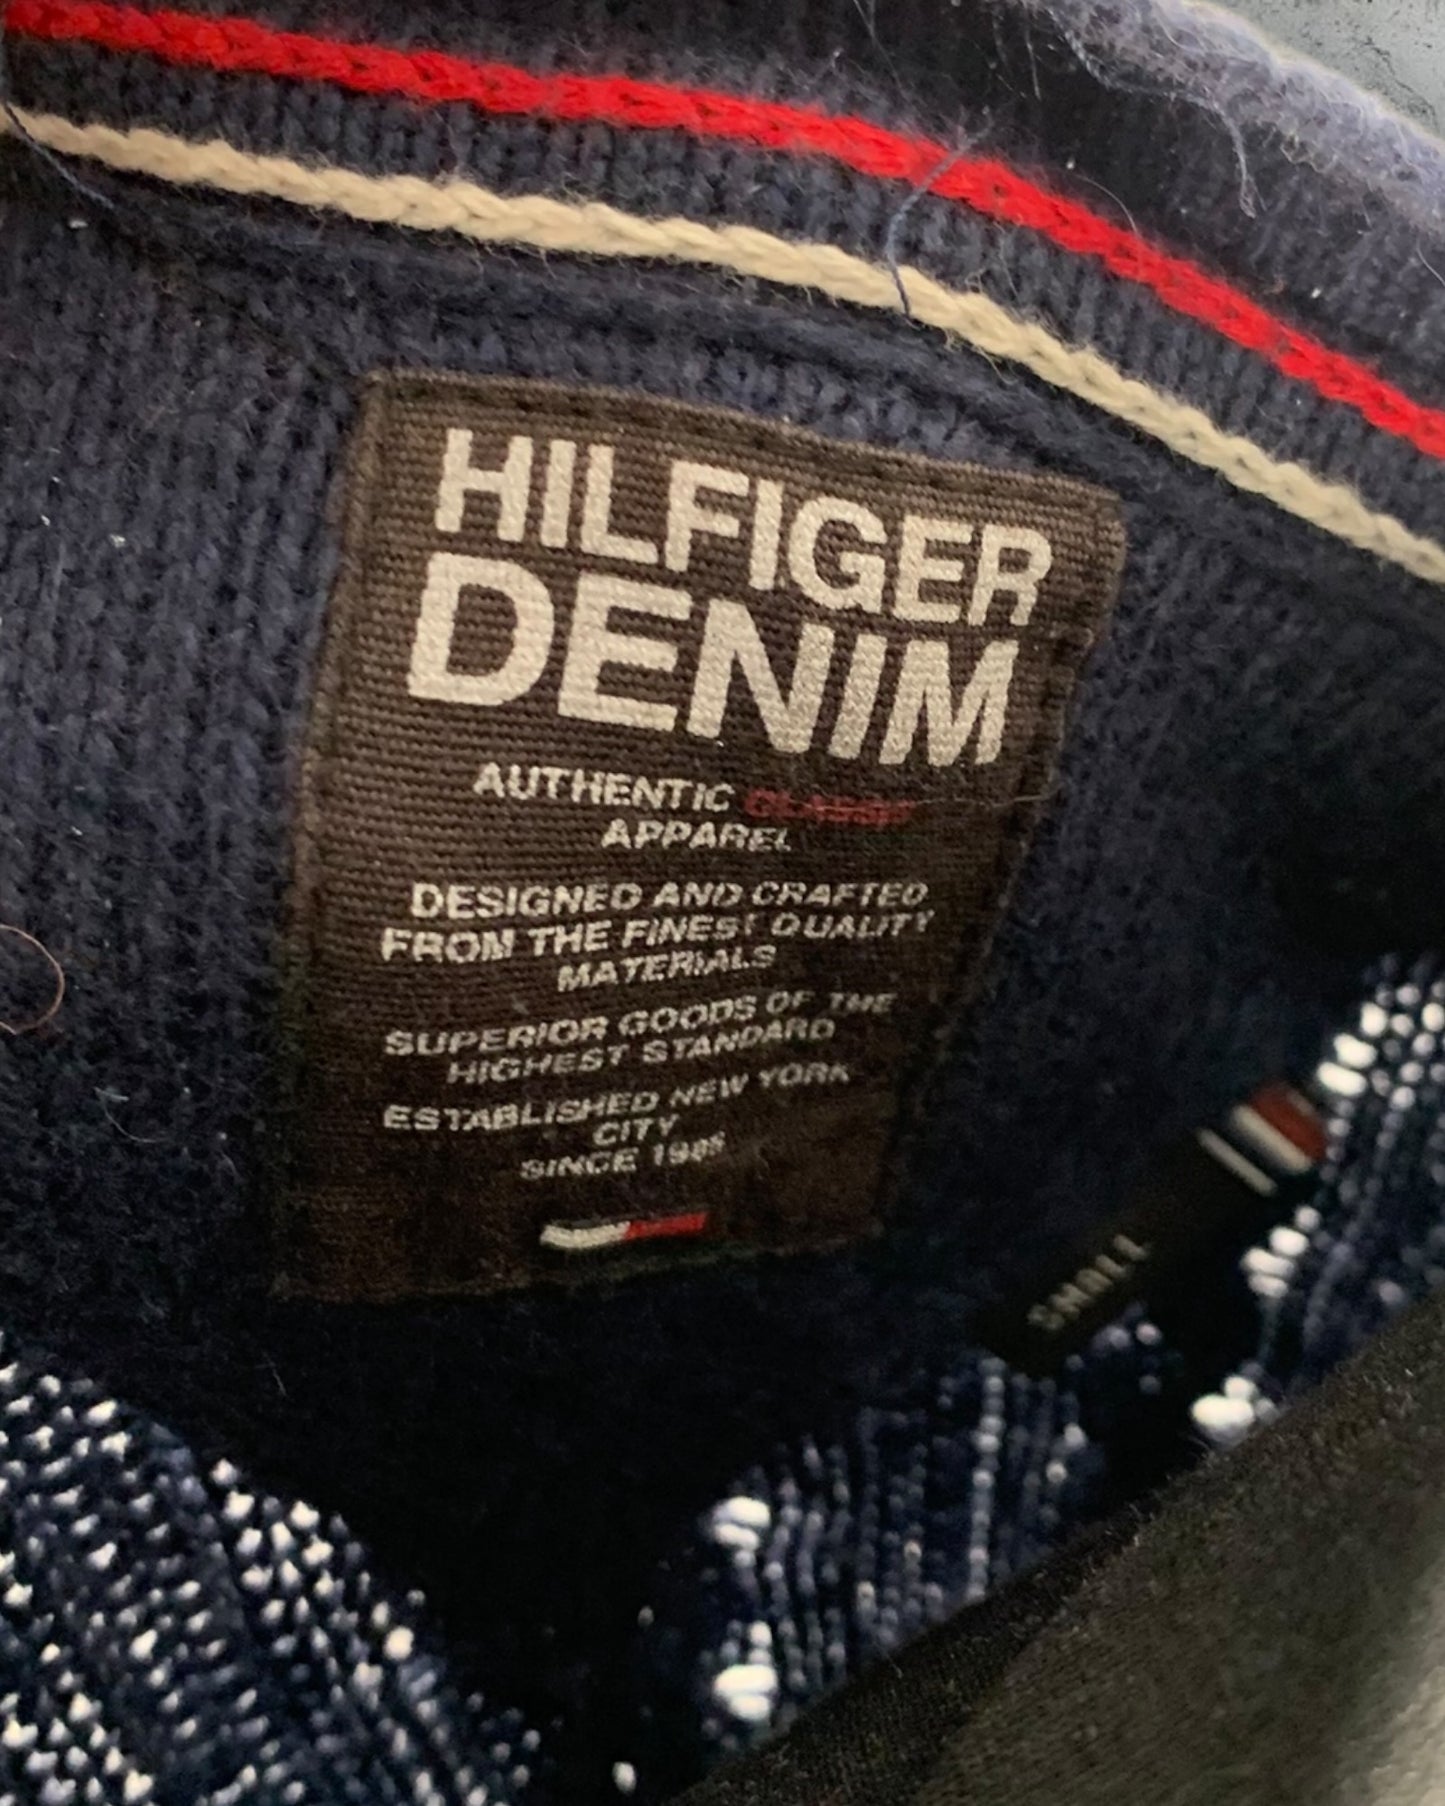 HILFIGER
DENIM
AUTHENTIC CLASSIC
APPAREL
DESIGNED AND CRAFTED
FROM THE FINEST QUALITY
MATERIALS
SUPERIOR GOODS OF THE
HIGHEST STANDARD
ESTABLISHED NEW YORK
CITY
SINCE 1985
SMALL